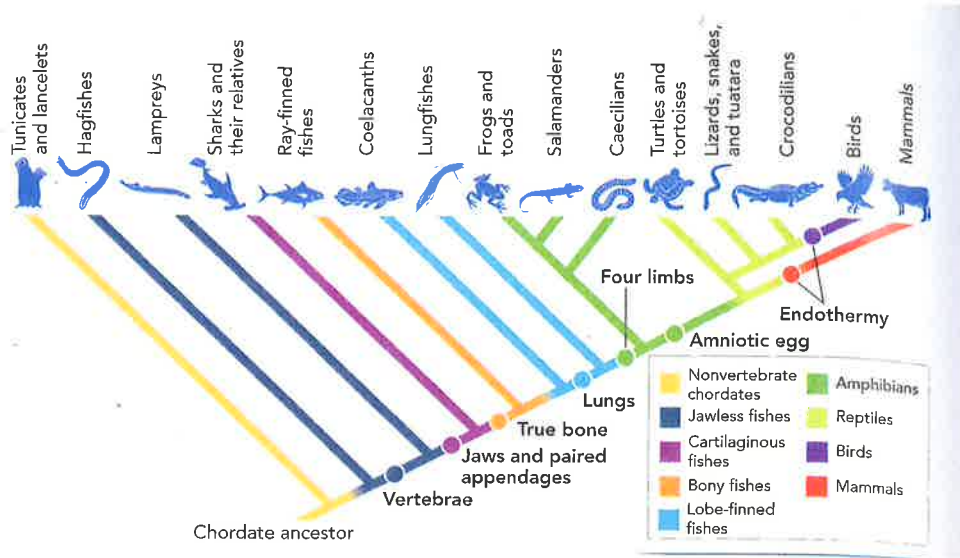 Tunicates
and lancelets
Hagfishes
Lampreys
Sharks and
their relatives
Ray-finned
fishes
Coelacanths
Lungfishes
Frogs and
toads
Salamanders
Caecilians
Turtles and
tortoises
Lizards, snakes,
and tuatara
Crocodilians
Birds
Mammals
Four limbs
Endothermy
Amniotic egg
Lungs
True bone
Jaws and paired
appendages
Vertebrae
Chordate ancestor
Nonvertebrate
chordates
Jawless fishes
Cartilaginous
fishes
Bony fishes
Lobe-finned
fishes
Amphibians
Reptiles
Birds
Mammals